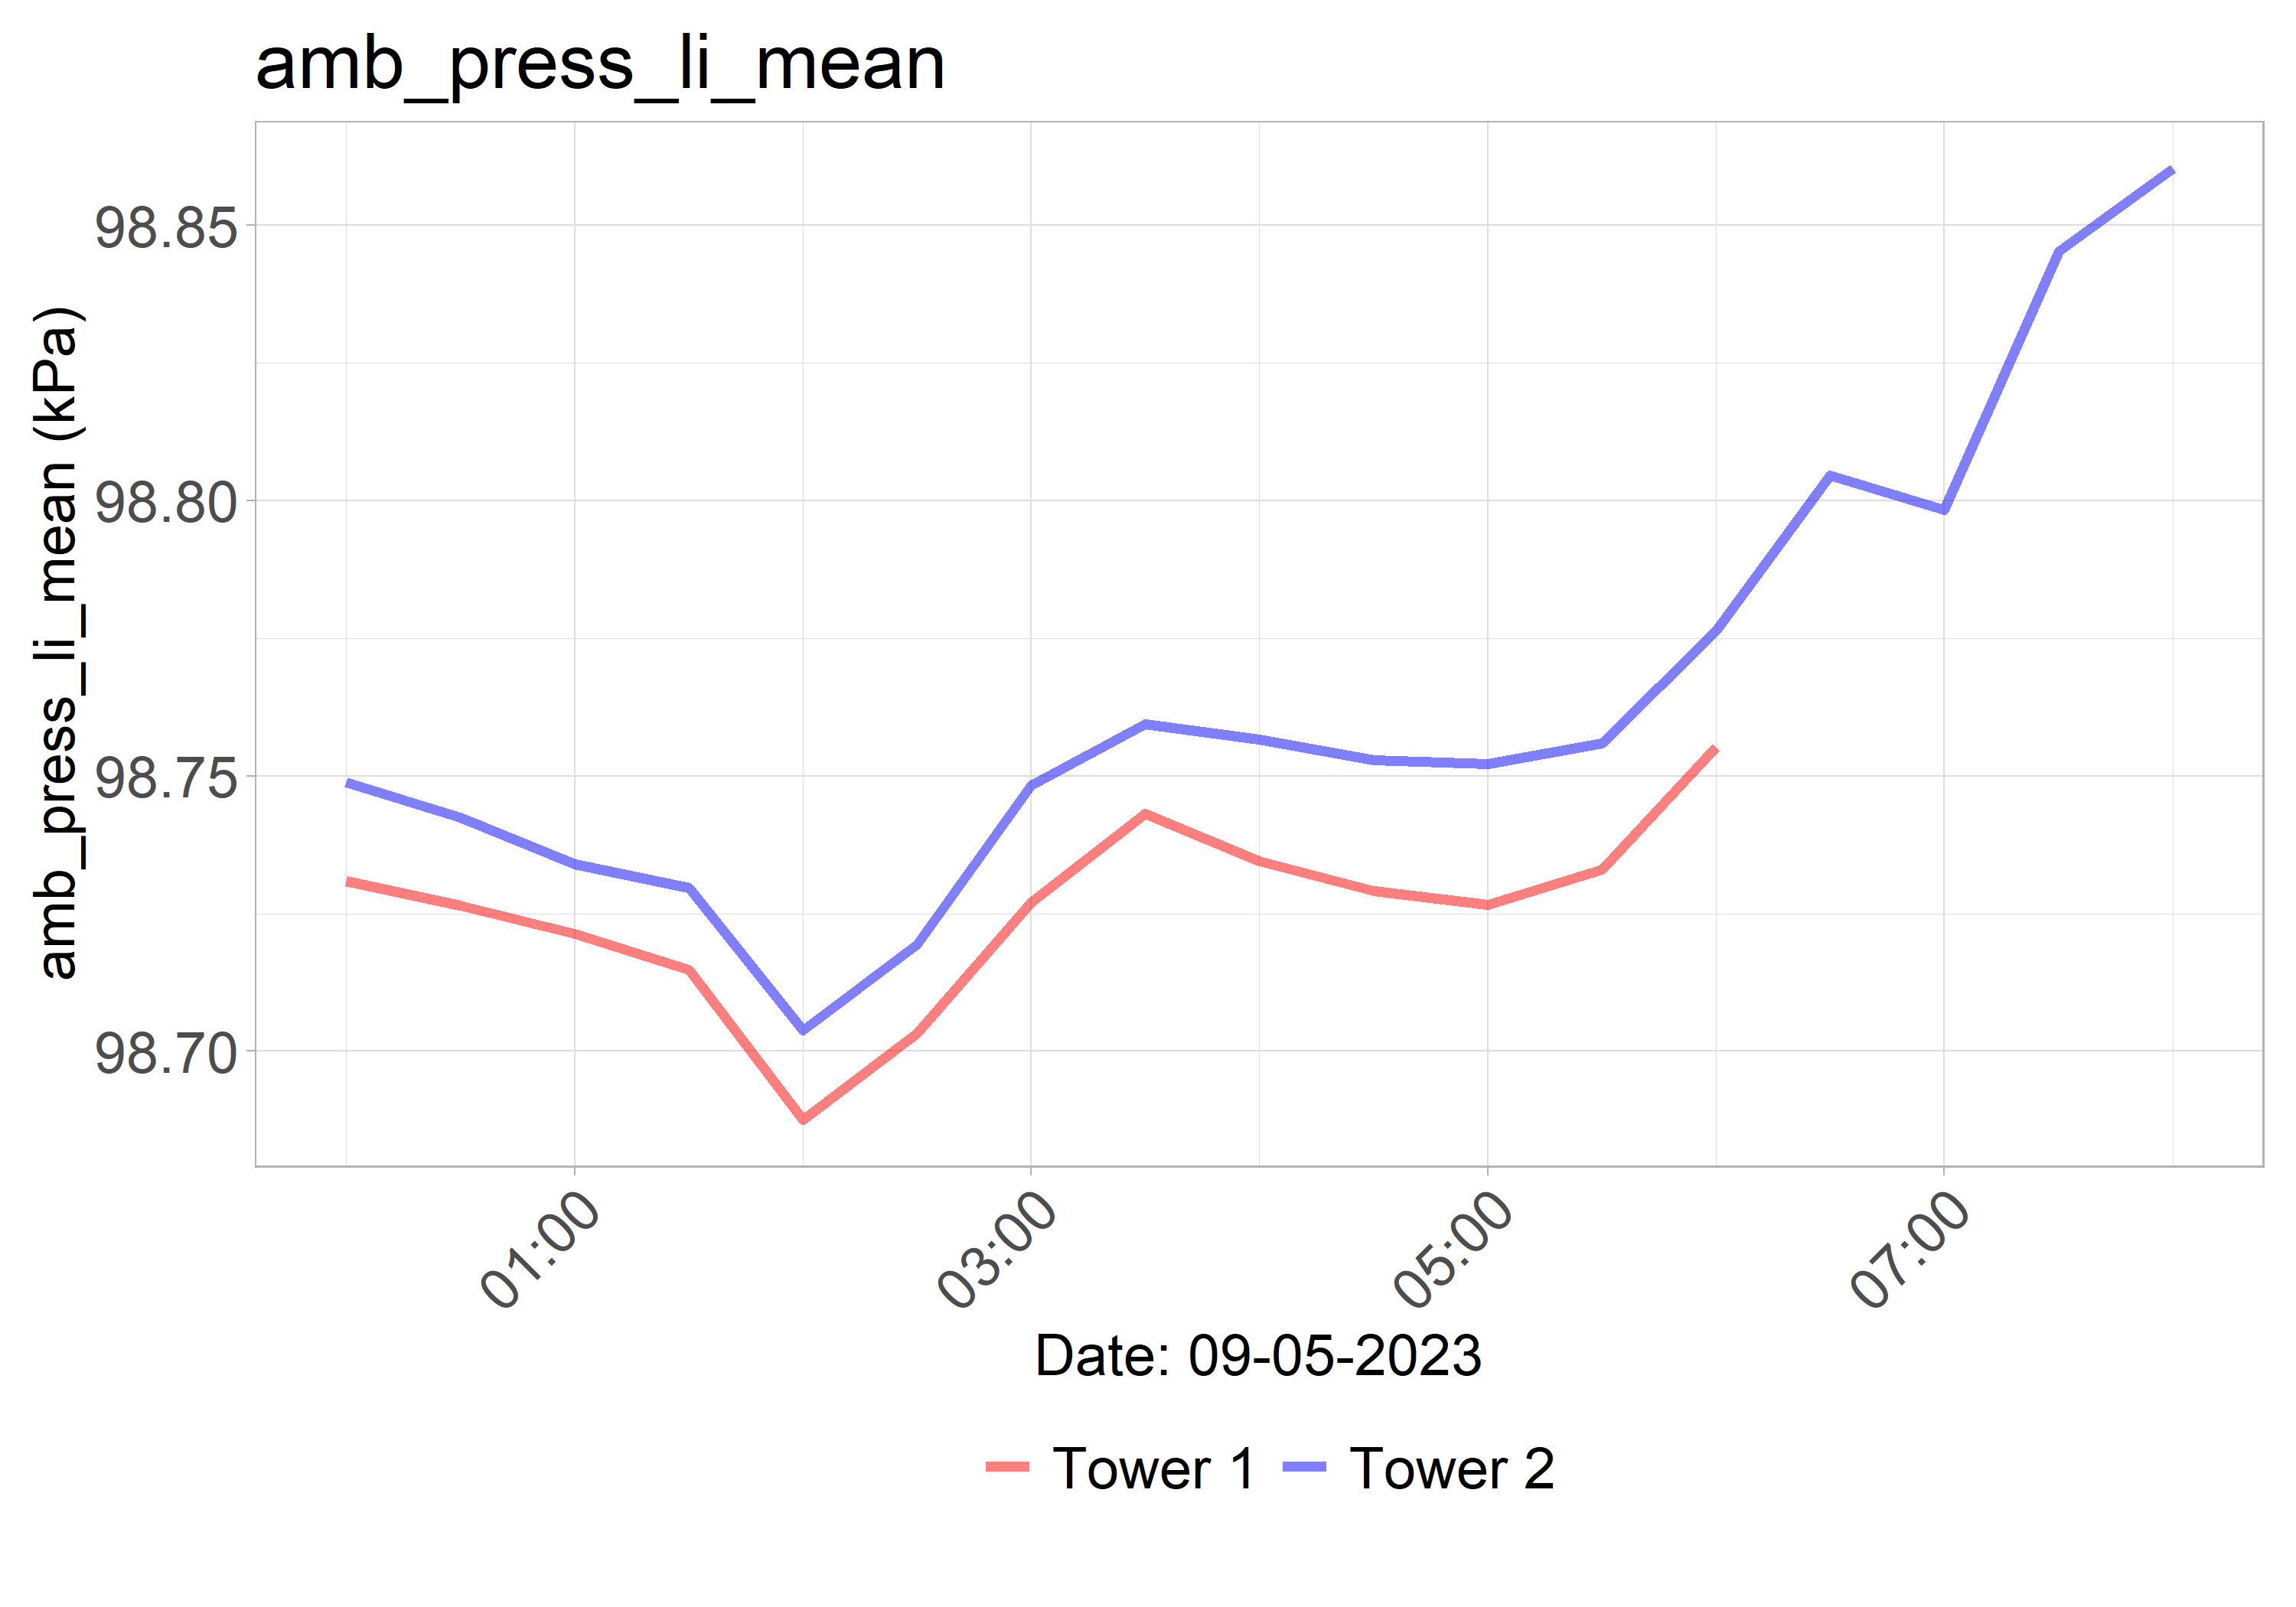 amb_press_li_mean
amb_press_li_mean (kPa)
98.85
98.80
98.75
98.70
01:00
03:00
05:00
07:00
Date: 09-05-2023
Tower 1
Tower 2